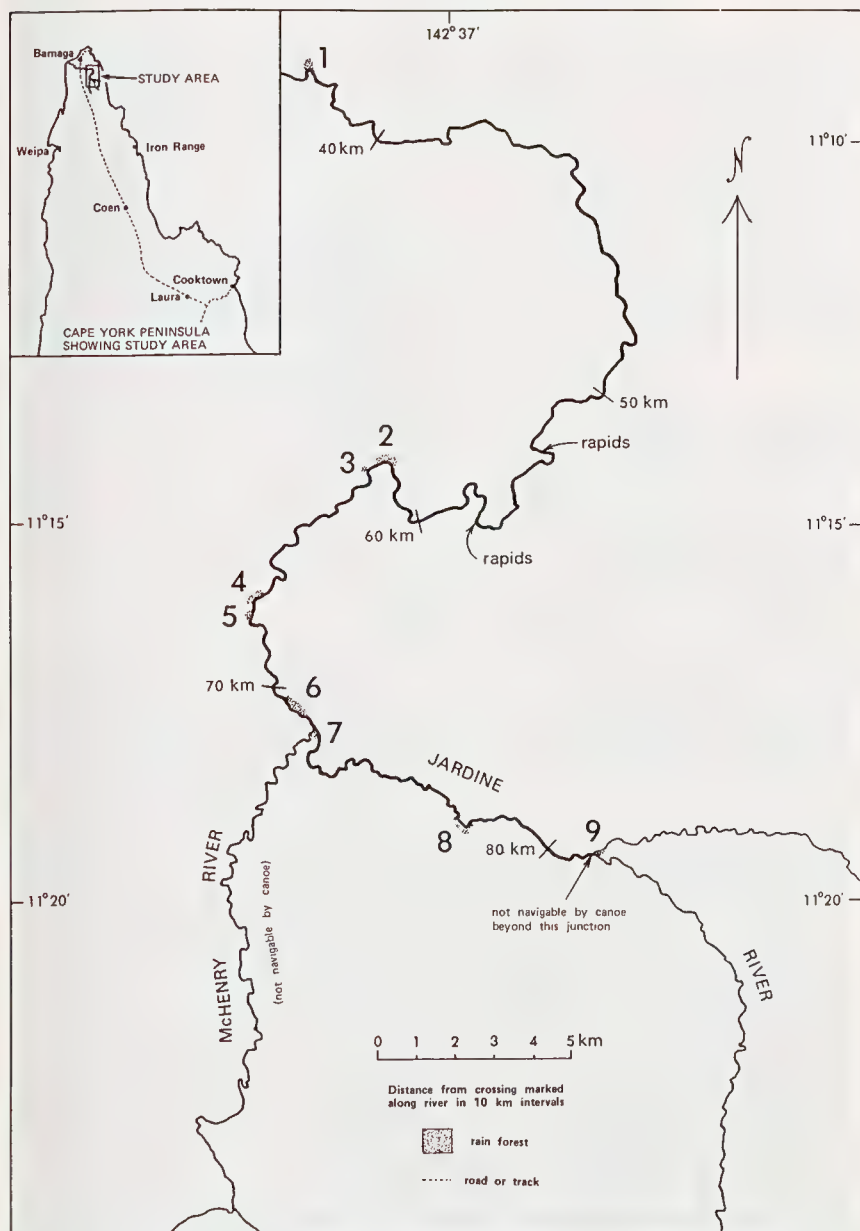 142°37'
Bamaga
STUDY AREA
Weipa
Iron Range
Coen
Cooktown
Laura
CAPE YORK PENINSULA
SHOWING STUDY AREA
1
40 km
11°10'
N
50 km
rapids
2
3
11°15'
60 km
rapids
11°15'
4
5
70 km
6
7
JARDINE
8
80 km
9
RIVER
11°20'
not navigable by canoe
beyond this junction
11°20'
McHENRY
(not navigable by canoe)
RIVER
0 1 2 3 4 5 km
Distance from crossing marked
along river in 10 km intervals
rain forest
road or track